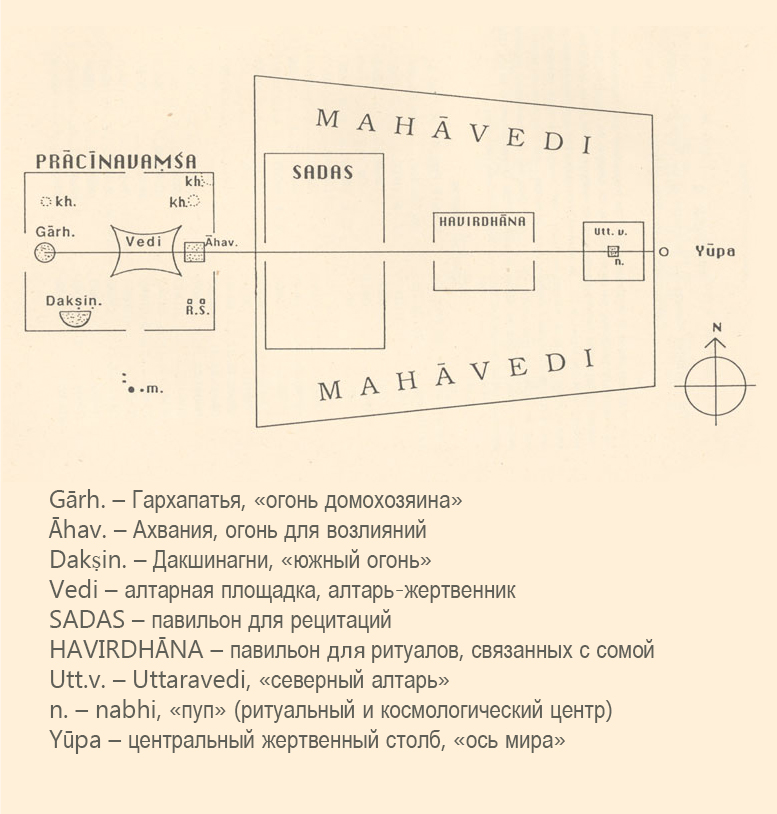 MAHĀVEDI
PRĀCĪNAVAṂŚA
SADAS
kh.
kh.
kh.
HAVIRDHĀNA
Gārh.
Vedi
Āhav.
Utt. v.
n.
Yūpa
Dakṣin.
R.S.
N
MAHĀVEDI
m.
Gārh. – Гархапатья, «огонь домохозяина»
Āhav. – Ахвания, огонь для возлияний
Dakṣin. – Дакшинагни, «южный огонь»
Vedi – алтарная площадка, алтарь-жертвенник
SADAS – павильон для рецитаций
HAVIRDHĀNA – павильон для ритуалов, связанных с сомой
Utt.v. – Uttaravedi, «северный алтарь»
n. – nabhi, «пуп» (ритуальный и космологический центр)
Yūpa – центральный жертвенный столб, «ось мира»